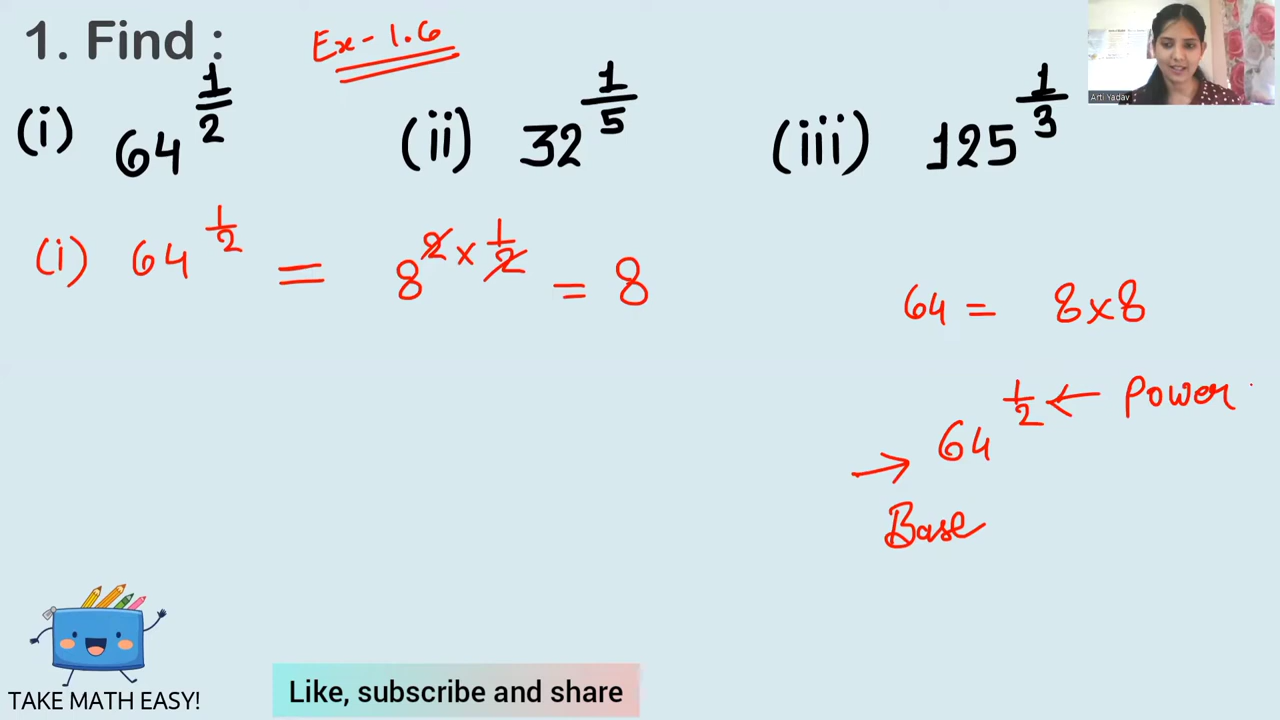 1. Find :
Ex - 1.6
(i) 64^(1/2) (ii) 32^(1/5) (iii) 125^(1/3)
Arti Yadav
(i) 64^(1/2) = 8^(2 × 1/2) = 8
64 = 8 × 8
64^(1/2) ← Power
→
Base
TAKE MATH EASY!
Like, subscribe and share